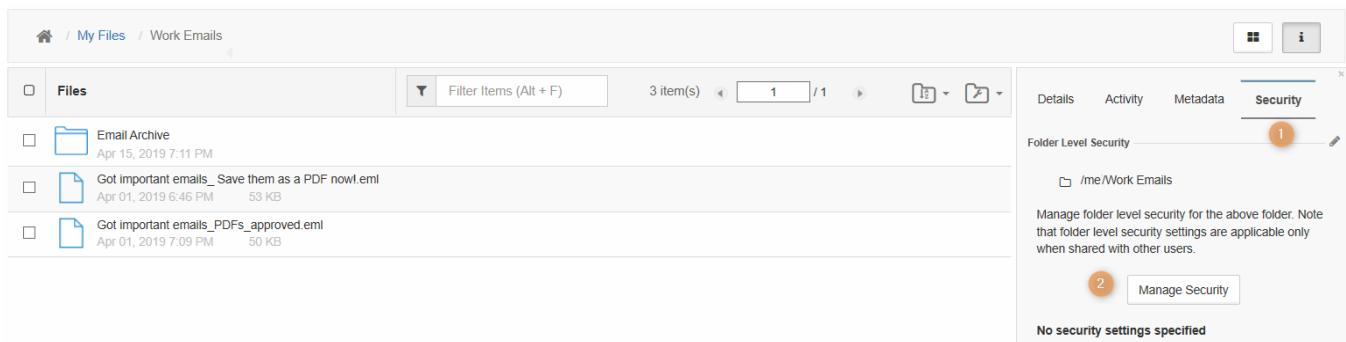 / My Files / Work Emails
i
Files
Filter Items (Alt + F)
3 item(s) 1 / 1
Details Activity Metadata Security
1
Email Archive
Apr 15, 2019 7:11 PM
Folder Level Security
Got important emails_ Save them as a PDF now!.eml
Apr 01, 2019 6:46 PM 53 KB
/me/Work Emails
Got important emails_PDFs_approved.eml
Apr 01, 2019 7:09 PM 50 KB
Manage folder level security for the above folder. Note
that folder level security settings are applicable only
when shared with other users.
2
Manage Security
No security settings specified